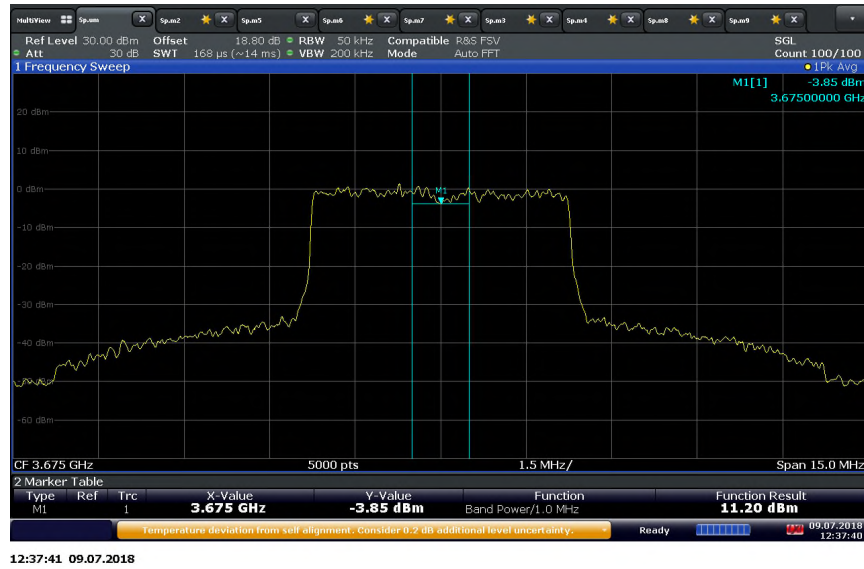 MultiView Sp.um X Sp.m2 X Sp.m5 X Sp.m6 X Sp.m7 X Sp.m3 X Sp.m4 X Sp.m8 X Sp.m9 X
Ref Level 30.00 dBm Offset 18.80 dB RBW 50 kHz Compatible R&S FSV SGL
Att 30 dB SWT 168 µs (~14 ms) VBW 200 kHz Mode Auto FFT Count 100/100
1 Frequency Sweep 1Pk Avg
M1[1] -3.85 dBm
3.67500000 GHz
20 dBm
10 dBm
0 dBm
M1
-10 dBm
-20 dBm
-30 dBm
-40 dBm
-60 dBm
CF 3.675 GHz 5000 pts 1.5 MHz/ Span 15.0 MHz
2 Marker Table
Type Ref Trc X-Value Y-Value Function Function Result
M1 1 3.675 GHz -3.85 dBm Band Power/1.0 MHz 11.20 dBm
Temperature deviation from self alignment. Consider 0.2 dB additional level uncertainty. Ready 09.07.2018
12:37:40
12:37:41 09.07.2018